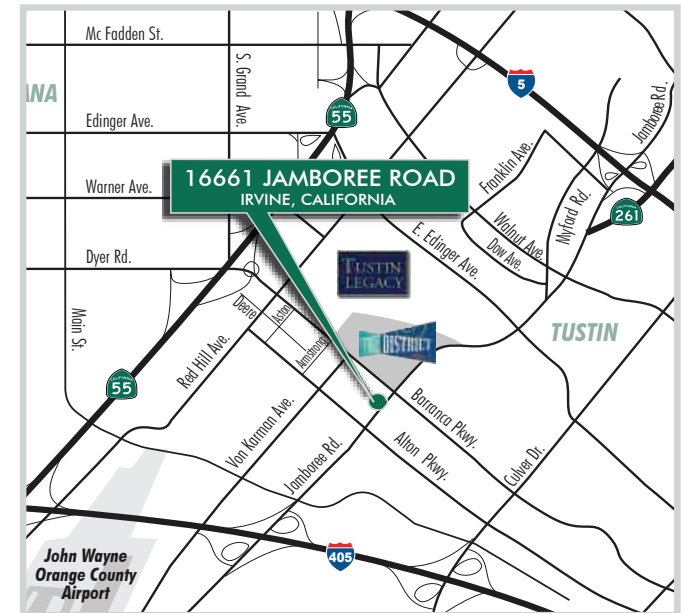 Mc Fadden St.
S. Grand Ave.
CALIFORNIA
55
5
Jamboree Rd.
ANA
Edinger Ave.
Franklin Ave.
16661 JAMBOREE ROAD
IRVINE, CALIFORNIA
Warner Ave.
Myford Rd.
CALIFORNIA
261
Walnut Ave.
E. Edinger Ave.
Dow Ave.
Dyer Rd.
TUSTIN
LEGACY
Main St.
Deere
Aston
Armstrong
THE DISTRICT
TUSTIN
Red Hill Ave.
CALIFORNIA
55
Von Karman Ave.
Jamboree Rd.
Barranca Pkwy.
Alton Pkwy.
Culver Dr.
405
John Wayne
Orange County
Airport